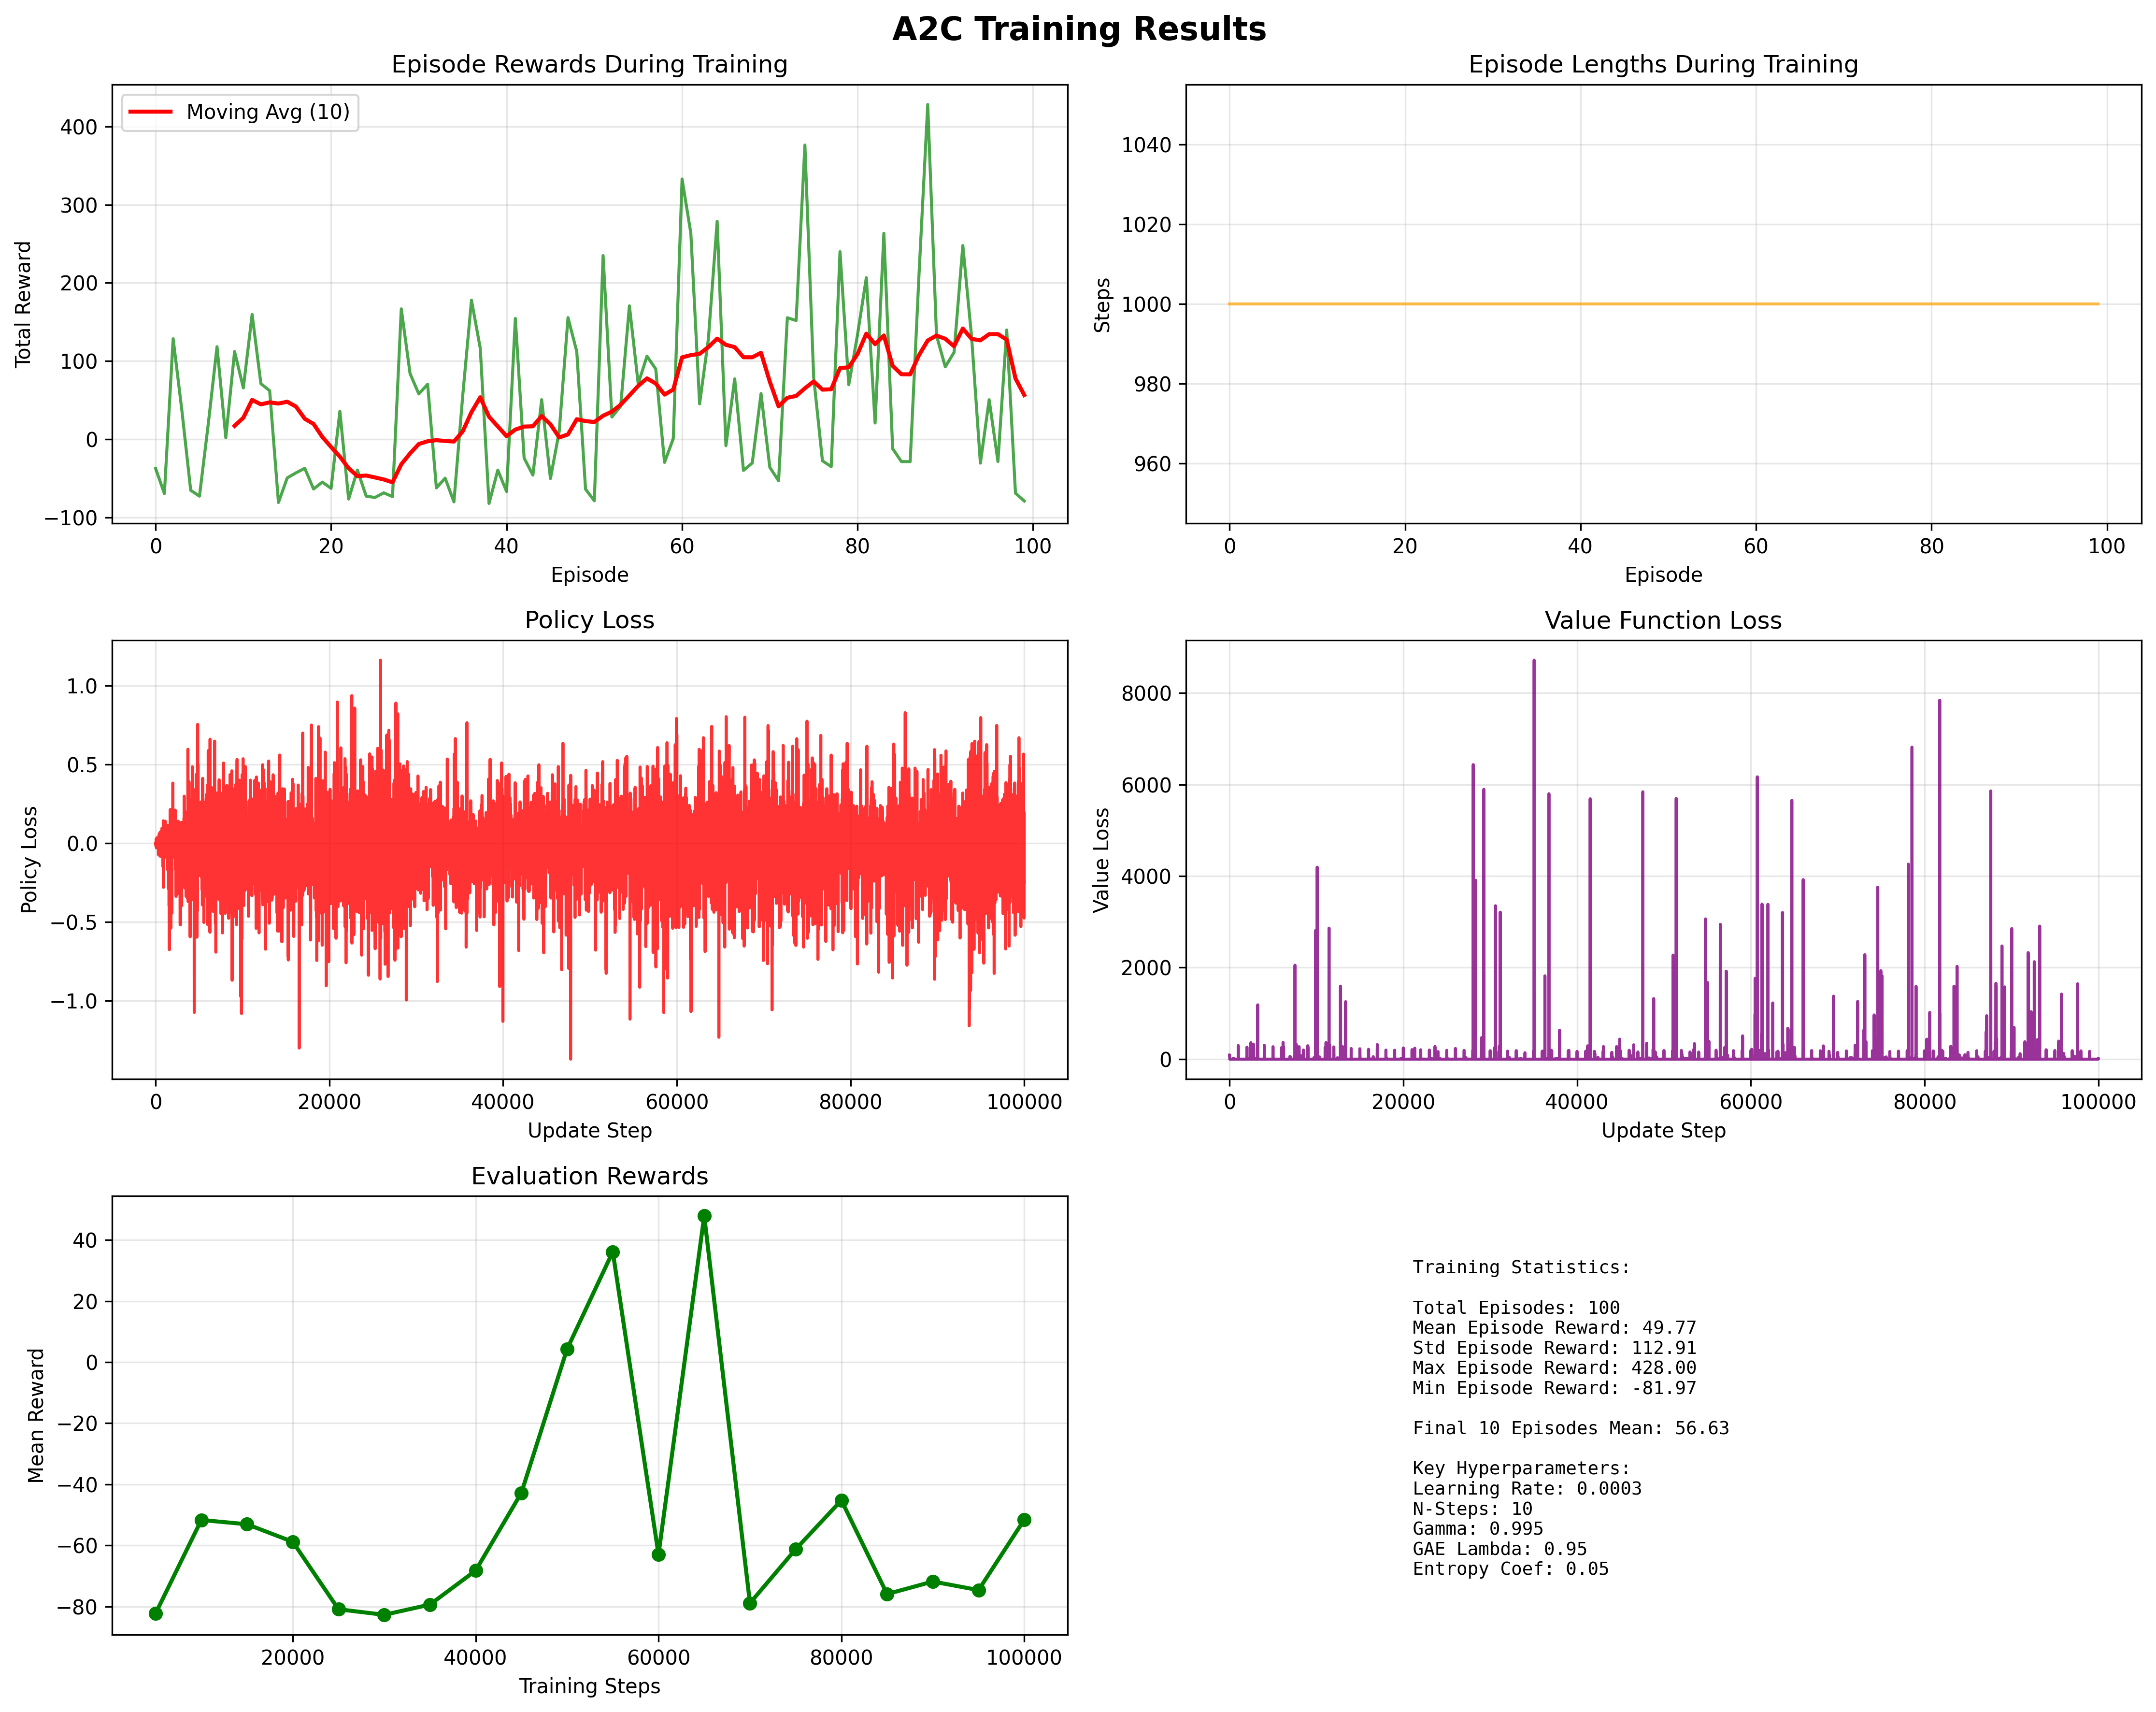 A2C Training Results
Episode Rewards During Training
Moving Avg (10)
Total Reward
400
300
200
100
0
−100
0 20 40 60 80 100
Episode
Episode Lengths During Training
Steps
1040
1020
1000
980
960
0 20 40 60 80 100
Episode
Policy Loss
Policy Loss
1.0
0.5
0.0
−0.5
−1.0
0 20000 40000 60000 80000 100000
Update Step
Value Function Loss
Value Loss
8000
6000
4000
2000
0
0 20000 40000 60000 80000 100000
Update Step
Evaluation Rewards
Mean Reward
40
20
0
−20
−40
−60
−80
20000 40000 60000 80000 100000
Training Steps
Training Statistics:
Total Episodes: 100
Mean Episode Reward: 49.77
Std Episode Reward: 112.91
Max Episode Reward: 428.00
Min Episode Reward: -81.97
Final 10 Episodes Mean: 56.63
Key Hyperparameters:
Learning Rate: 0.0003
N-Steps: 10
Gamma: 0.995
GAE Lambda: 0.95
Entropy Coef: 0.05